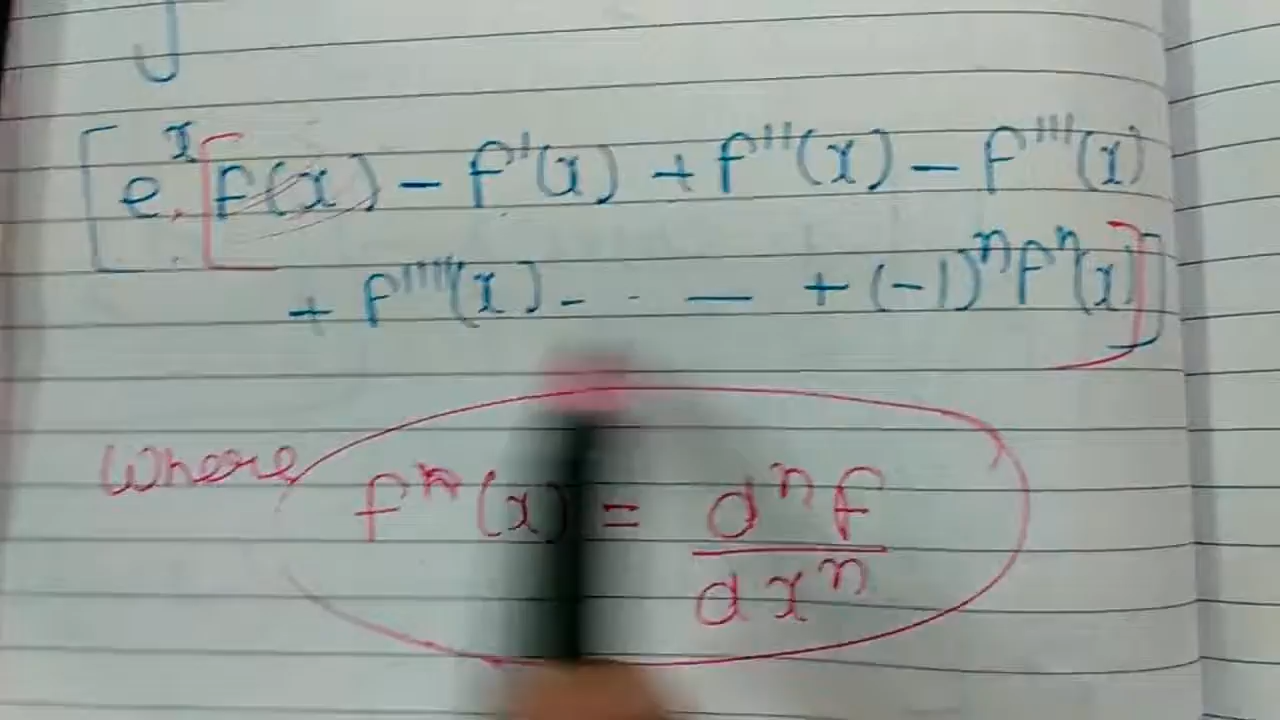 ∫
[e^x.[f(x) - f'(x) + f''(x) - f'''(x)
+ f''''(x) - - - — + (-1)^n f^n(x)]]
where f^n(x) = d^n f / dx^n